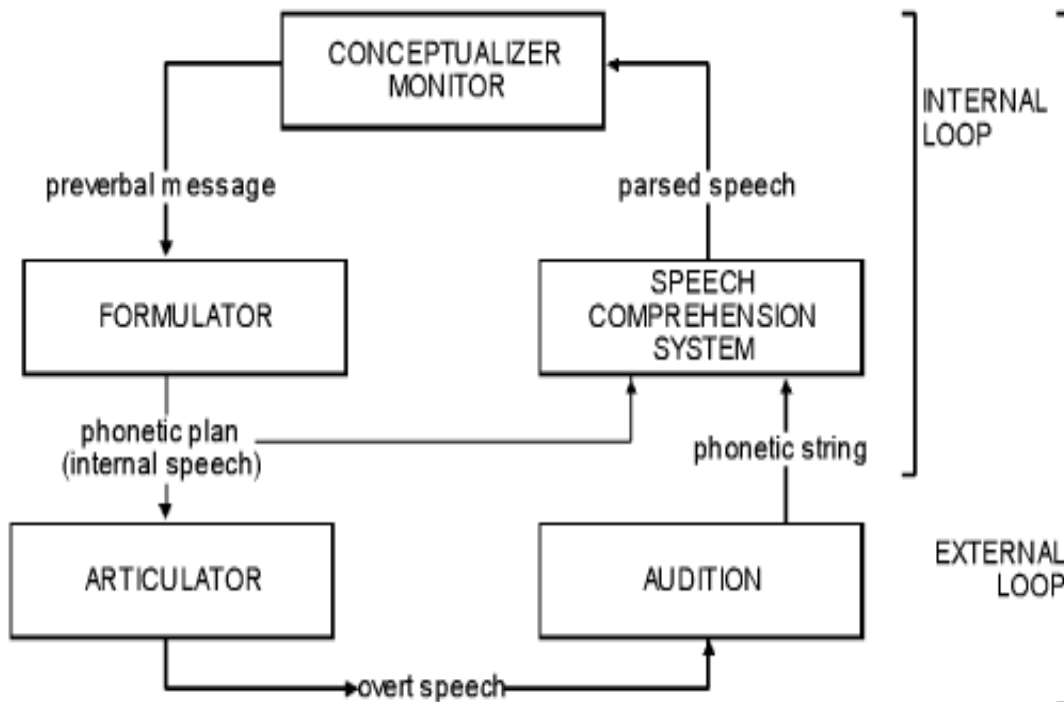 CONCEPTUALIZER
MONITOR
INTERNAL
LOOP
preverbal message
parsed speech
FORMULATOR
SPEECH
COMPREHENSION
SYSTEM
phonetic plan
(internal speech)
phonetic string
ARTICULATOR
AUDITION
EXTERNAL
LOOP
overt speech